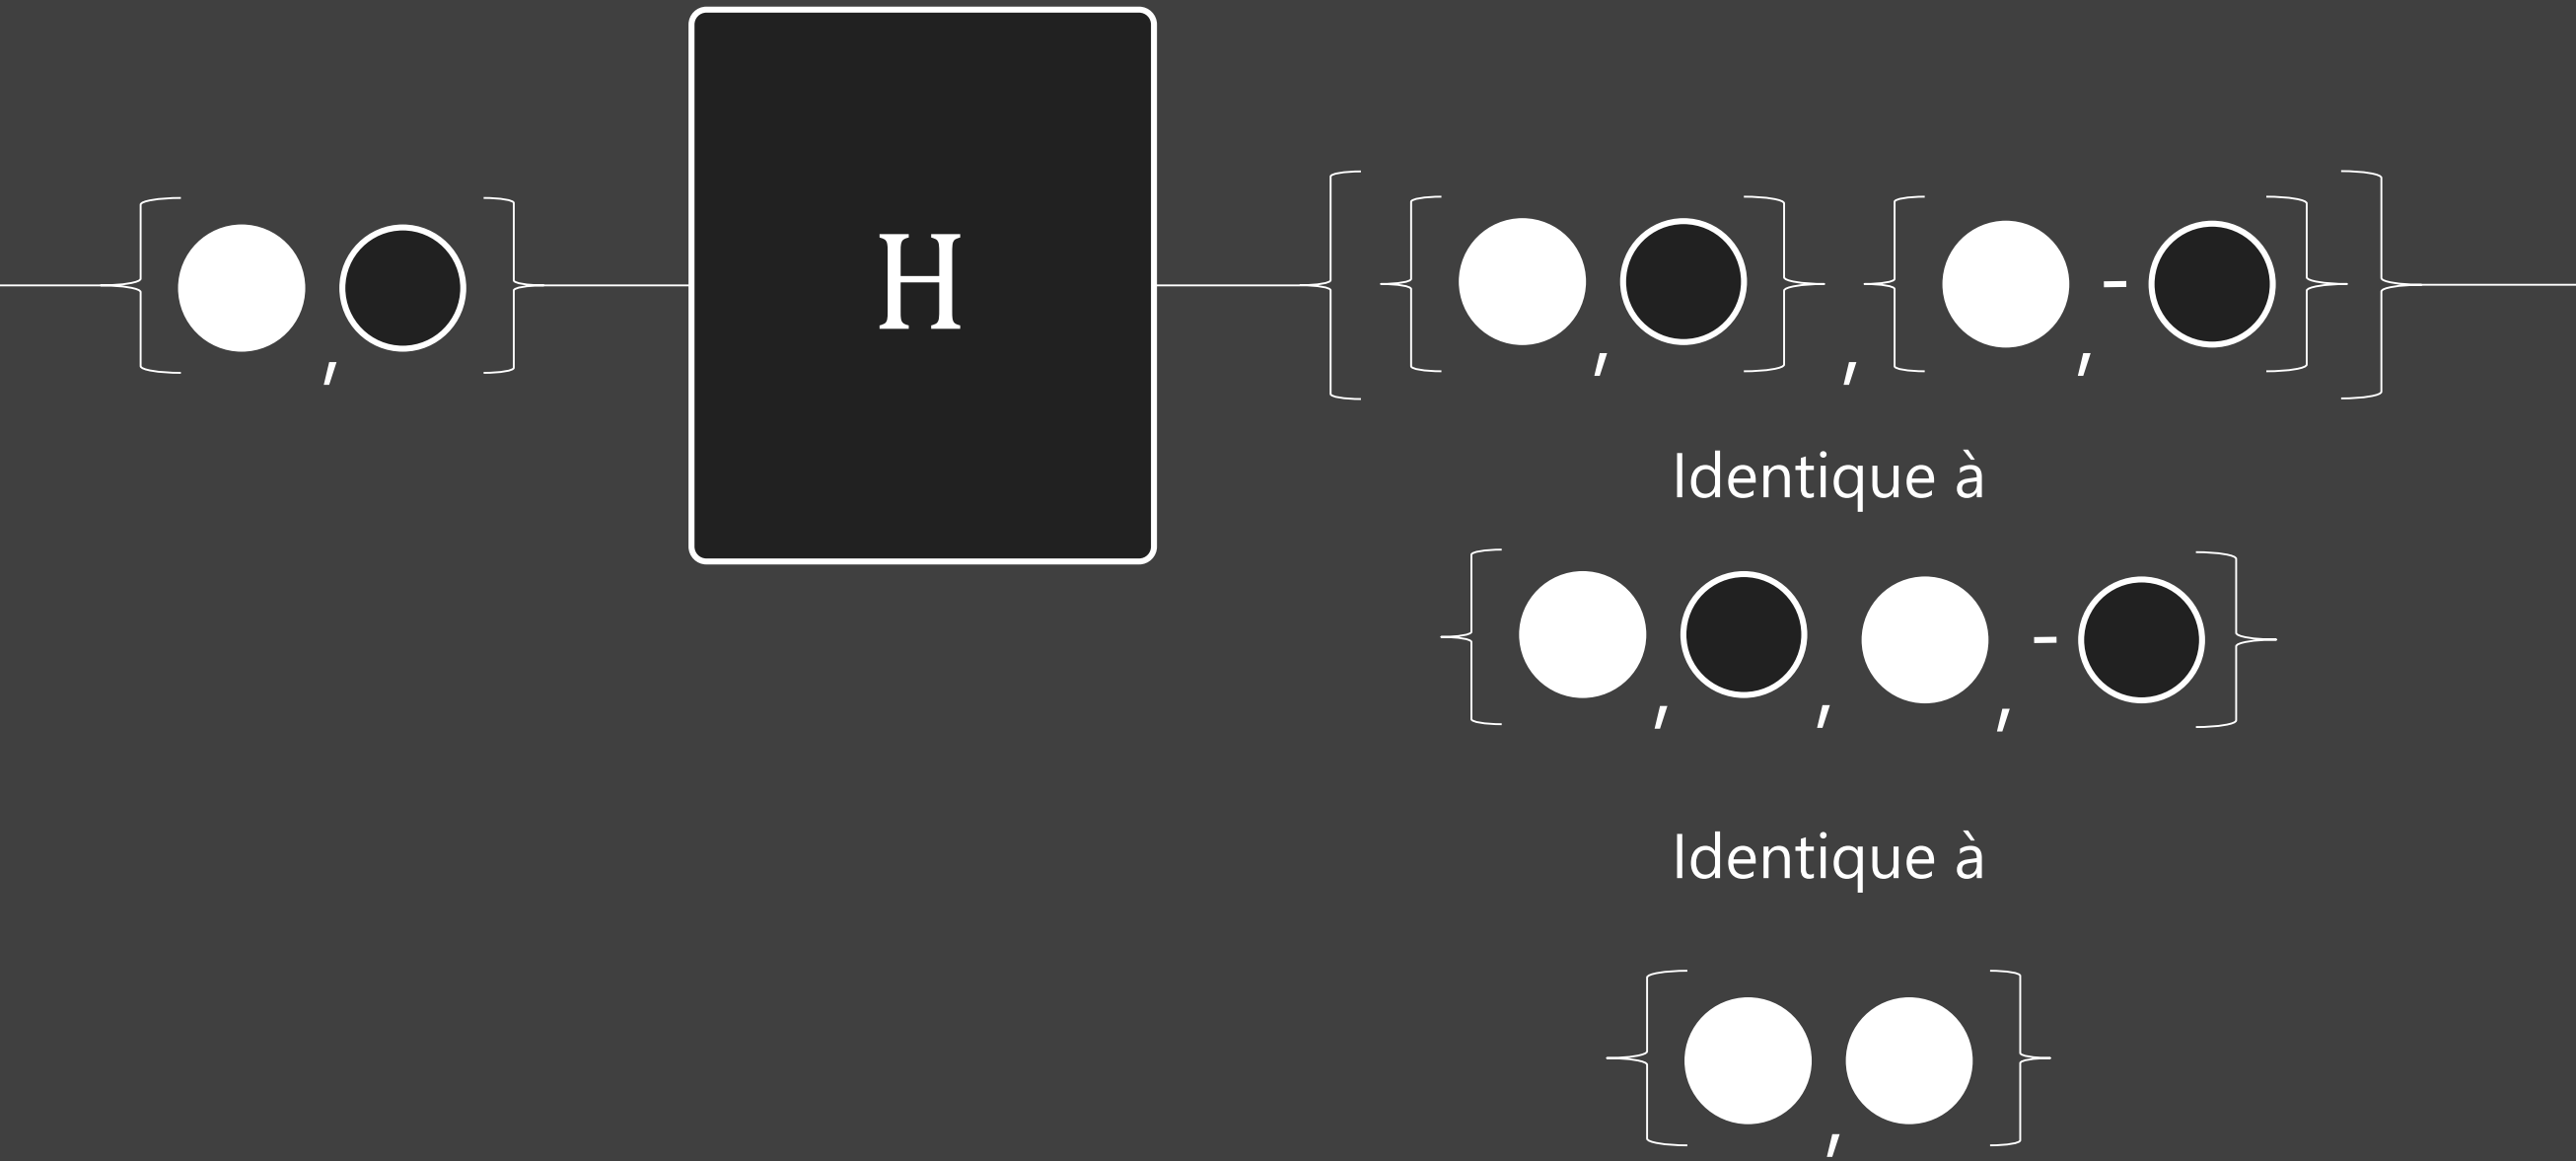 H
, , , -
Identique à
, , , -
Identique à
,